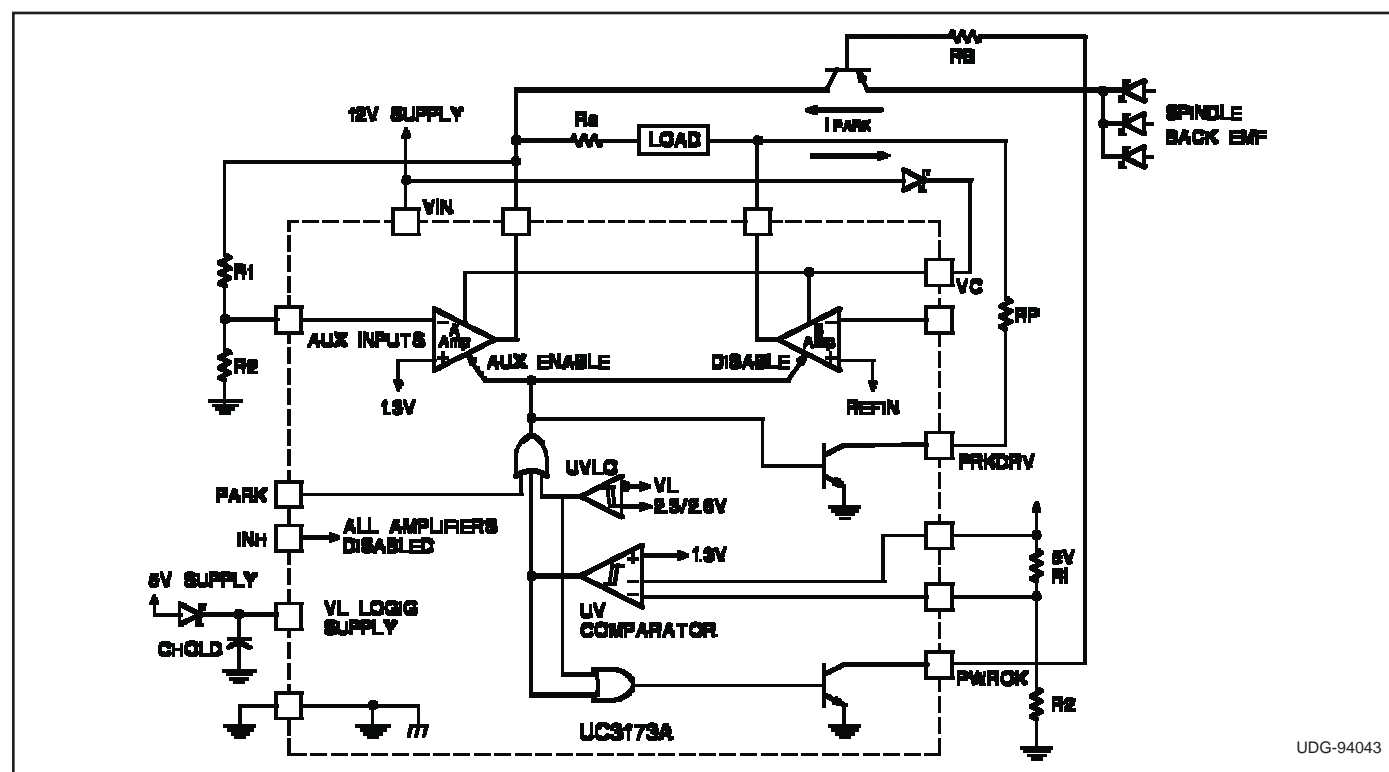 RB
12V SUPPLY
Rs
LOAD
I PARK
SPINDLE
BACK EMF
VIN
R1
VC
RP
AUX INPUTS
A
Amp
B
Amp
R2
AUX ENABLE
DISABLE
1.3V
REFIN
PRKDRV
UVLO
PARK
VL
2.5/2.6V
INH
ALL AMPLIFIERS
DISABLED
1.3V
5V
R1
5V SUPPLY
VL LOGIC
SUPPLY
UV
COMPARATOR
CHOLD
PWROK
R2
UC3173A
UDG-94043